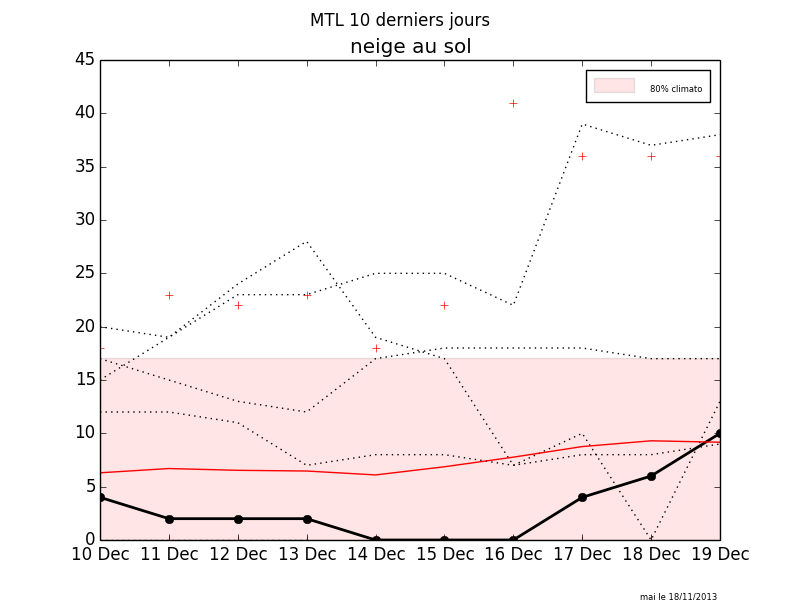 MTL 10 derniers jours
neige au sol
45
40
35
30
25
20
15
10
5
0
80% climato
10 Dec 11 Dec 12 Dec 13 Dec 14 Dec 15 Dec 16 Dec 17 Dec 18 Dec 19 Dec
maj le 18/11/2013